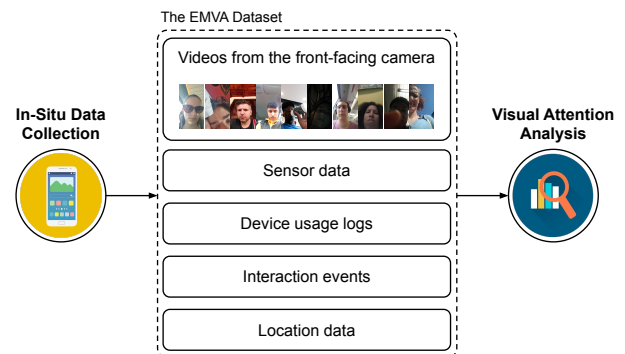 The EMVA Dataset
Videos from the front-facing camera
In-Situ Data
Collection
Visual Attention
Analysis
Sensor data
Device usage logs
Interaction events
Location data